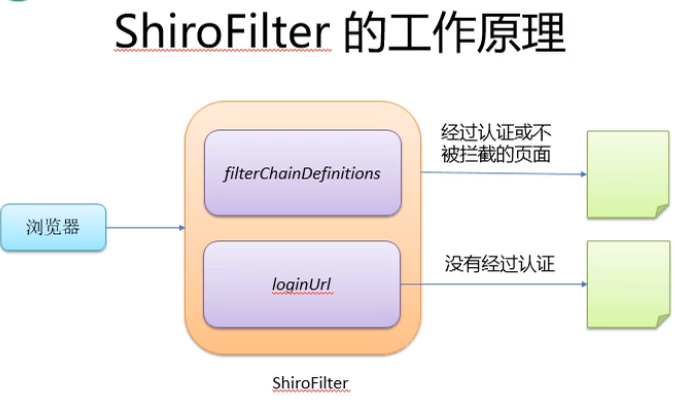 ShiroFilter 的工作原理
经过认证或不
被拦截的页面
filterChainDefinitions
浏览器
没有经过认证
loginUrl
ShiroFilter